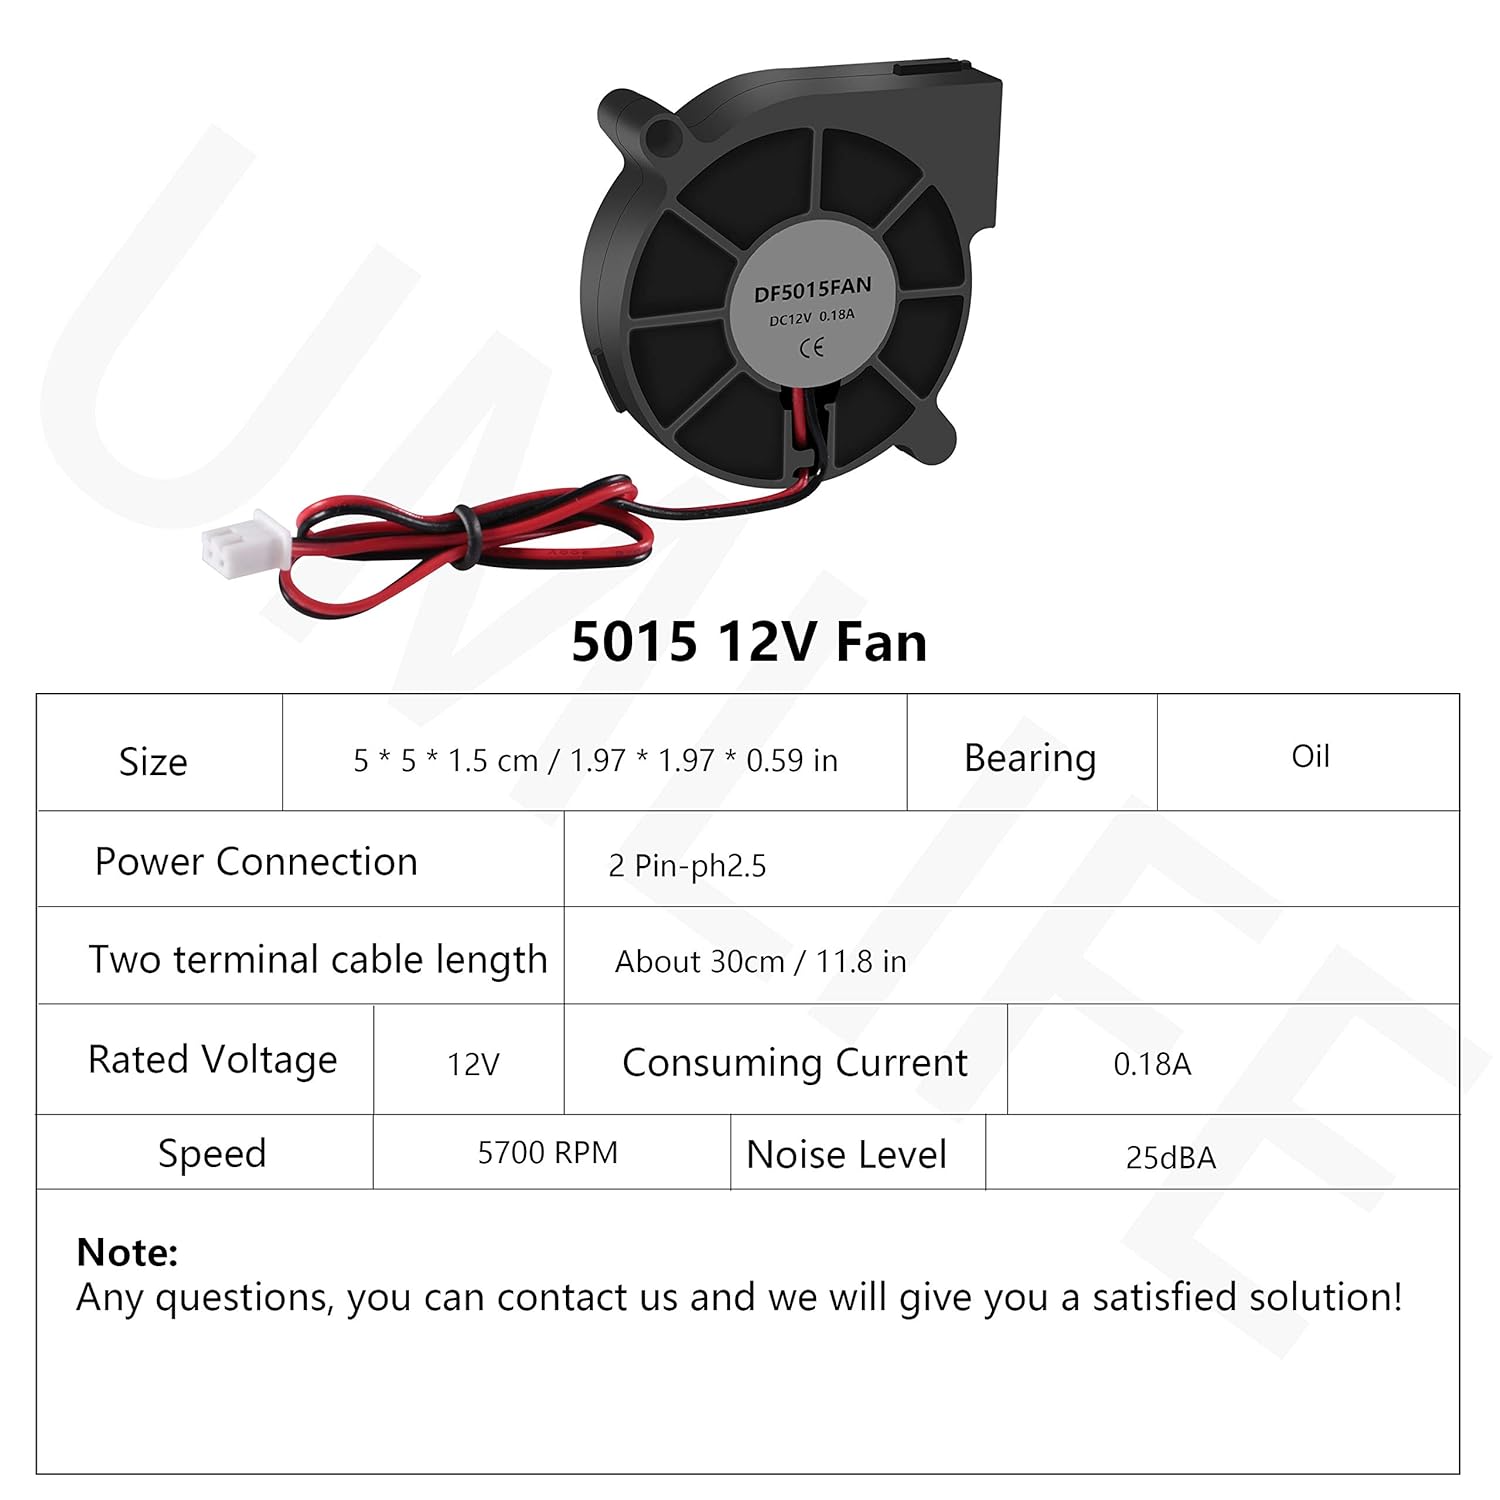 DF5015FAN
DC12V 0.18A
CE
5015 12V Fan
Size 5 * 5 * 1.5 cm / 1.97 * 1.97 * 0.59 in Bearing Oil
Power Connection 2 Pin-ph2.5
Two terminal cable length About 30cm / 11.8 in
Rated Voltage 12V Consuming Current 0.18A
Speed 5700 RPM Noise Level 25dBA
Note:
Any questions, you can contact us and we will give you a satisfied solution!
UMLIFE